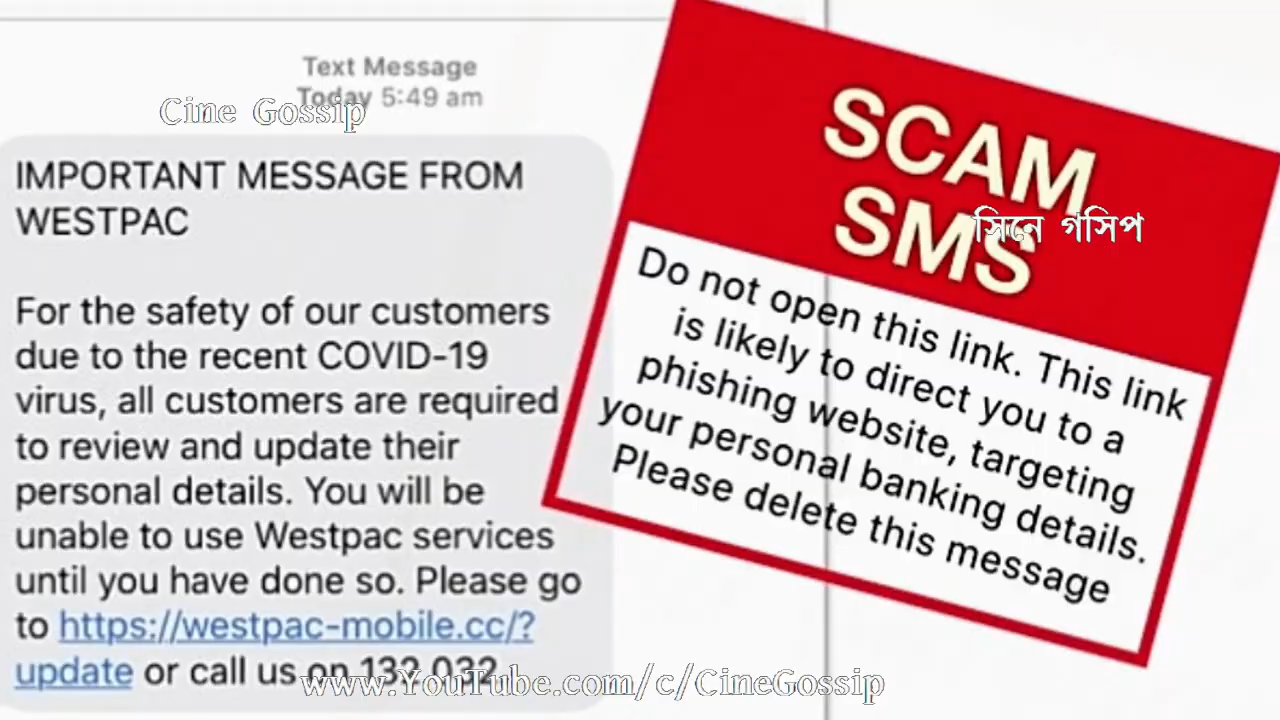 Text Message
Today 5:49 am
Cine Gossip
IMPORTANT MESSAGE FROM
WESTPAC
For the safety of our customers
due to the recent COVID-19
virus, all customers are required
to review and update their
personal details. You will be
unable to use Westpac services
until you have done so. Please go
to https://westpac-mobile.cc/?
update or call us on 132 032.
SCAM
SMS
সিনে গসিপ
Do not open this link. This link
is likely to direct you to a
phishing website, targeting
your personal banking details.
Please delete this message
www.YouTube.com/c/CineGossip